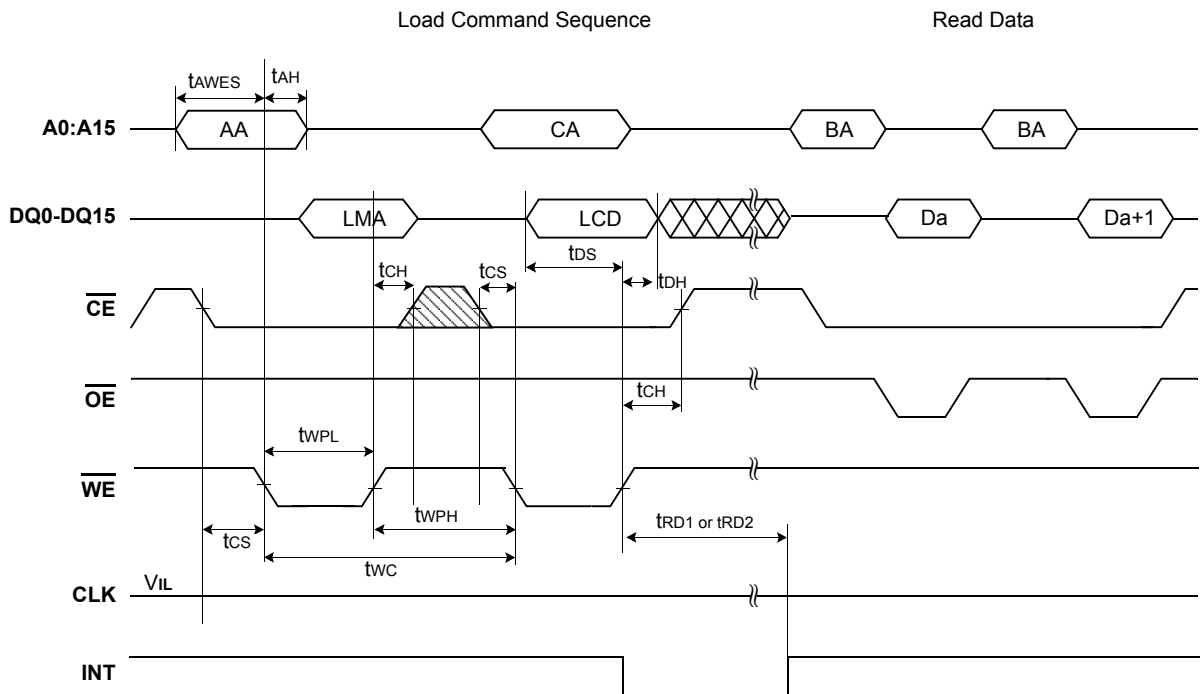 Load Command Sequence Read Data
tAWES tAH
A0:A15 AA CA BA BA
DQ0-DQ15 LMA LCD Da Da+1
tCH tCS tDS tDH
CE
OE tCH
tWPL
WE
tCS tWPH tRD1 or tRD2
tWC
CLK VIL
INT